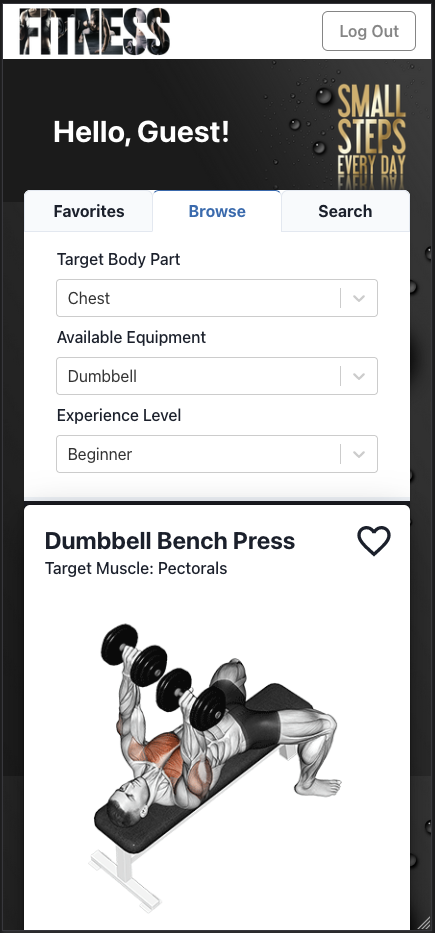 FITNESS
Log Out
Hello, Guest!
SMALL
STEPS
EVERY DAY
Favorites
Browse
Search
Target Body Part
Chest
Available Equipment
Dumbbell
Experience Level
Beginner
Dumbbell Bench Press
Target Muscle: Pectorals